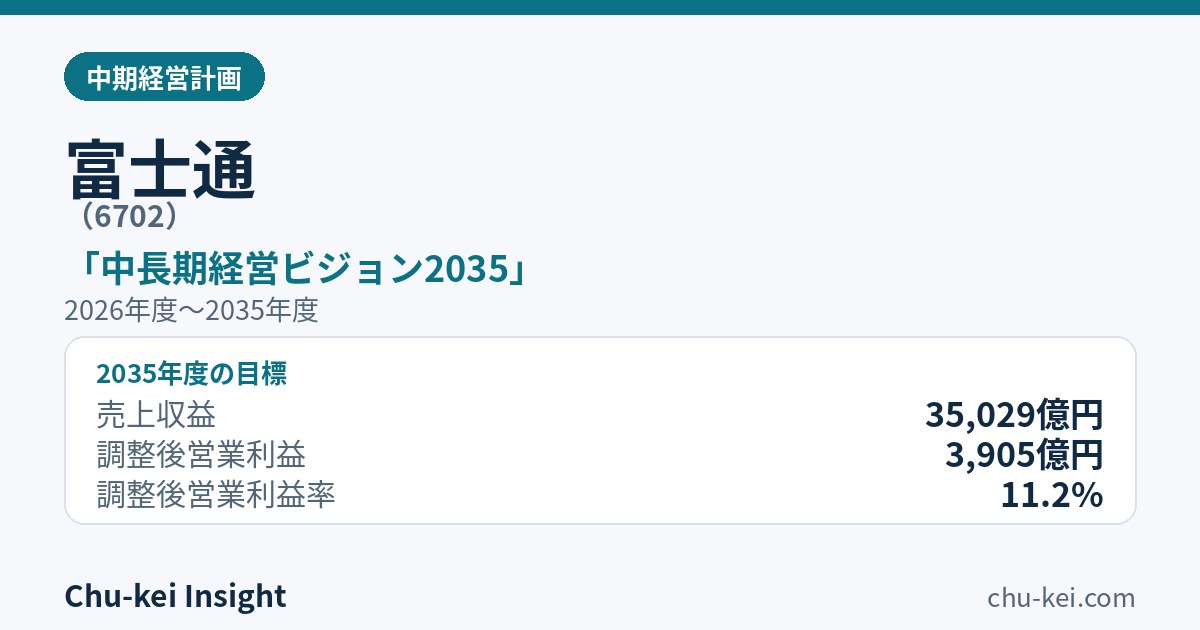 中期経営計画
富士通
（6702）
「中長期経営ビジョン2035」
2026年度～2035年度
2035年度の目標
売上収益 35,029億円
調整後営業利益 3,905億円
調整後営業利益率 11.2%
Chu-kei Insight chu-kei.com